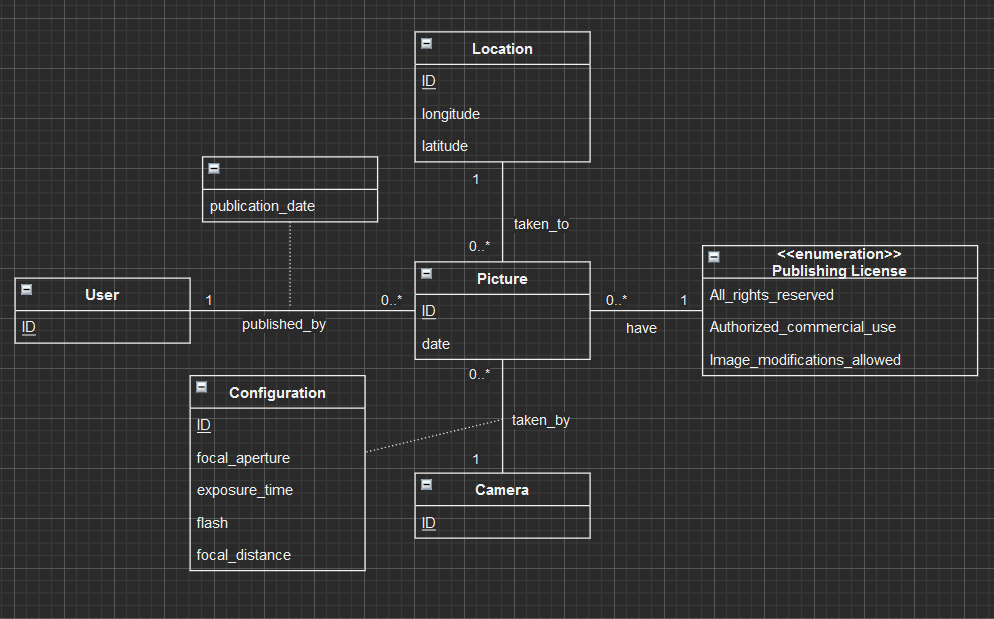 Location
ID
longitude
latitude
1
taken_to
0..*
publication_date
User
ID
1
published_by
0..*
Picture
ID
date
0..*
have
1
<<enumeration>>
Publishing License
All_rights_reserved
Authorized_commercial_use
Image_modifications_allowed
0..*
taken_by
1
Configuration
ID
focal_aperture
exposure_time
flash
focal_distance
Camera
ID